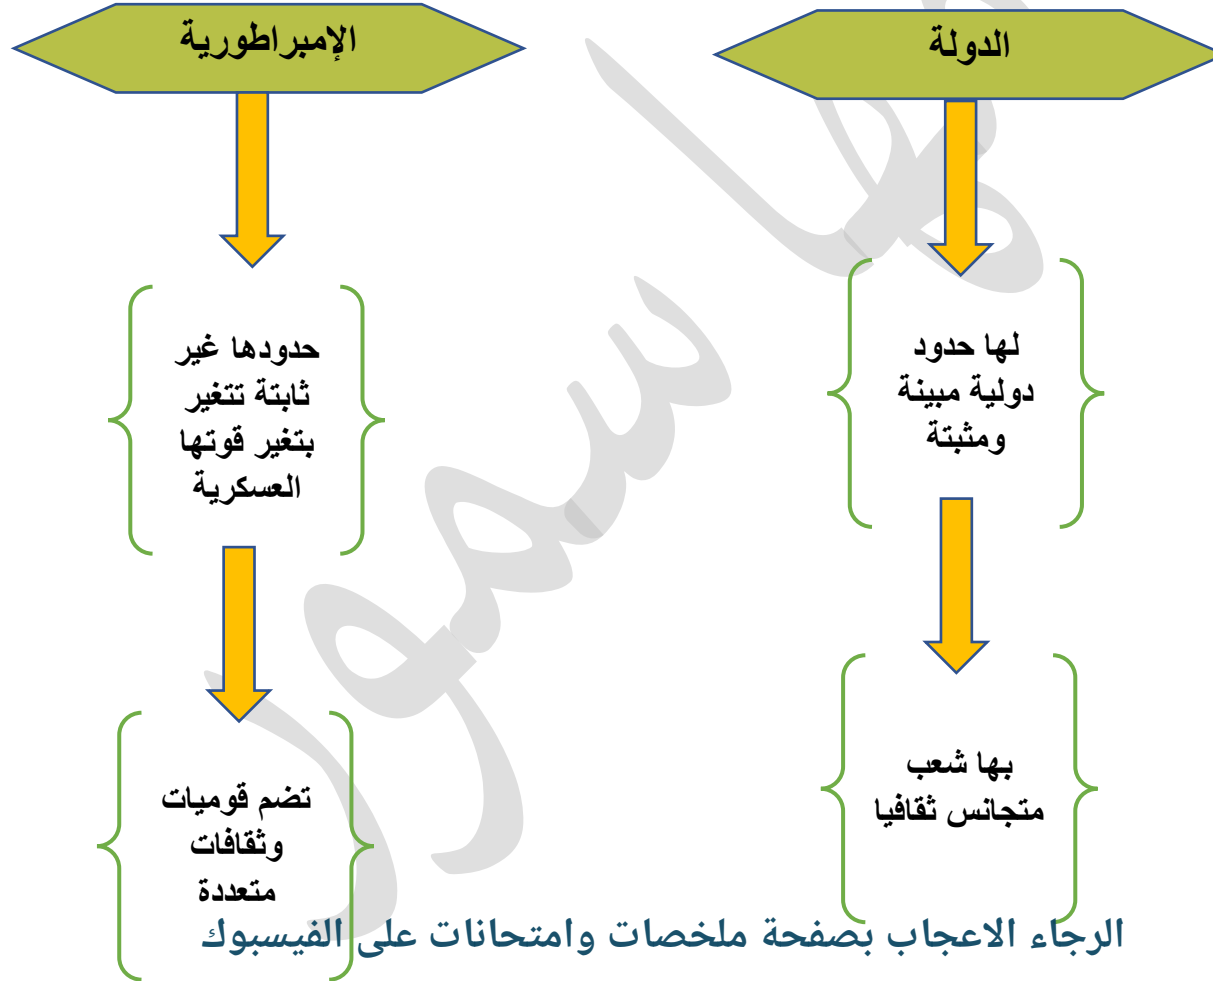 الدولة
لها حدود
دولية مبينة
ومثبتة
بها شعب
متجانس ثقافيا
الإمبراطورية
حدودها غير
ثابتة تتغير
بتغير قوتها
العسكرية
تضم قوميات
وثقافات
متعددة
الرجاء الاعجاب بصفحة ملخصات وامتحانات على الفيسبوك